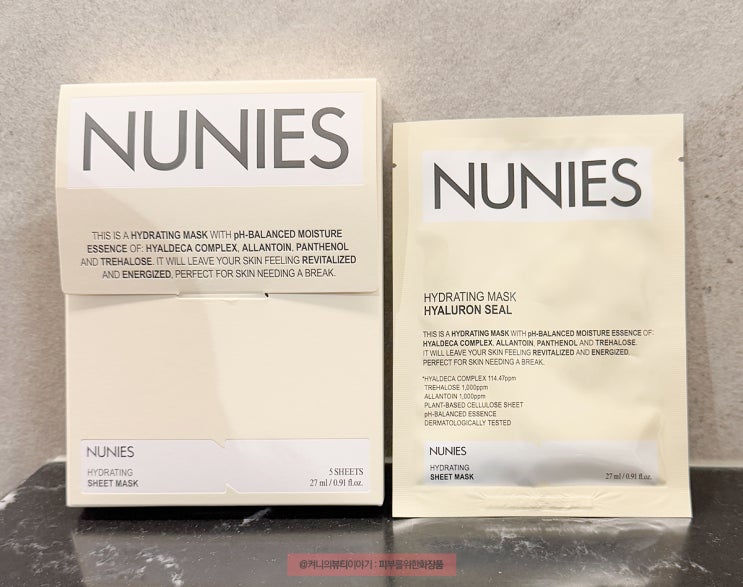 NUNIES
THIS IS A HYDRATING MASK WITH pH-BALANCED MOISTURE
ESSENCE OF: HYALDECA COMPLEX, ALLANTOIN, PANTHENOL
AND TREHALOSE. IT WILL LEAVE YOUR SKIN FEELING REVITALIZED
AND ENERGIZED, PERFECT FOR SKIN NEEDING A BREAK.
NUNIES
HYDRATING
SHEET MASK
5 SHEETS
27 ml / 0.91 fl.oz.
NUNIES
HYDRATING MASK
HYALURON SEAL
THIS IS A HYDRATING MASK WITH pH-BALANCED MOISTURE ESSENCE OF:
HYALDECA COMPLEX, ALLANTOIN, PANTHENOL AND TREHALOSE.
IT WILL LEAVE YOUR SKIN FEELING REVITALIZED AND ENERGIZED,
PERFECT FOR SKIN NEEDING A BREAK.
*HYALDECA COMPLEX 114.47ppm
TREHALOSE 1,000ppm
ALLANTOIN 1,000ppm
PLANT-BASED CELLULOSE SHEET
pH-BALANCED ESSENCE
DERMATOLOGICALLY TESTED
NUNIES
HYDRATING
SHEET MASK
27 ml / 0.91 fl.oz.
@커니의뷰티이야기 : 피부를위한화장품